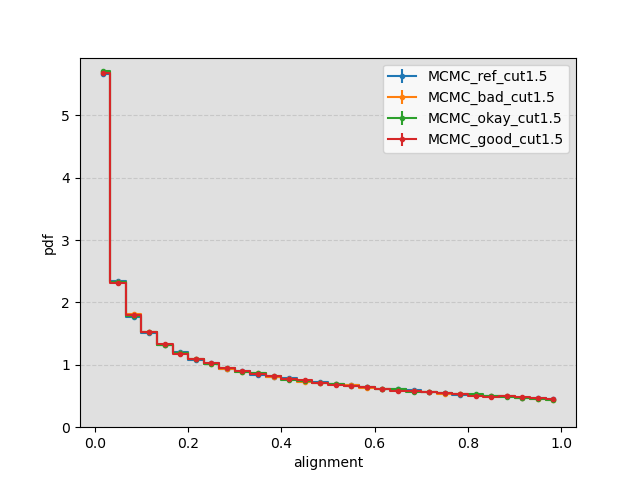 MCMC_ref_cut1.5
MCMC_bad_cut1.5
MCMC_okay_cut1.5
MCMC_good_cut1.5
pdf
5
4
3
2
1
0
0.0 0.2 0.4 0.6 0.8 1.0
alignment